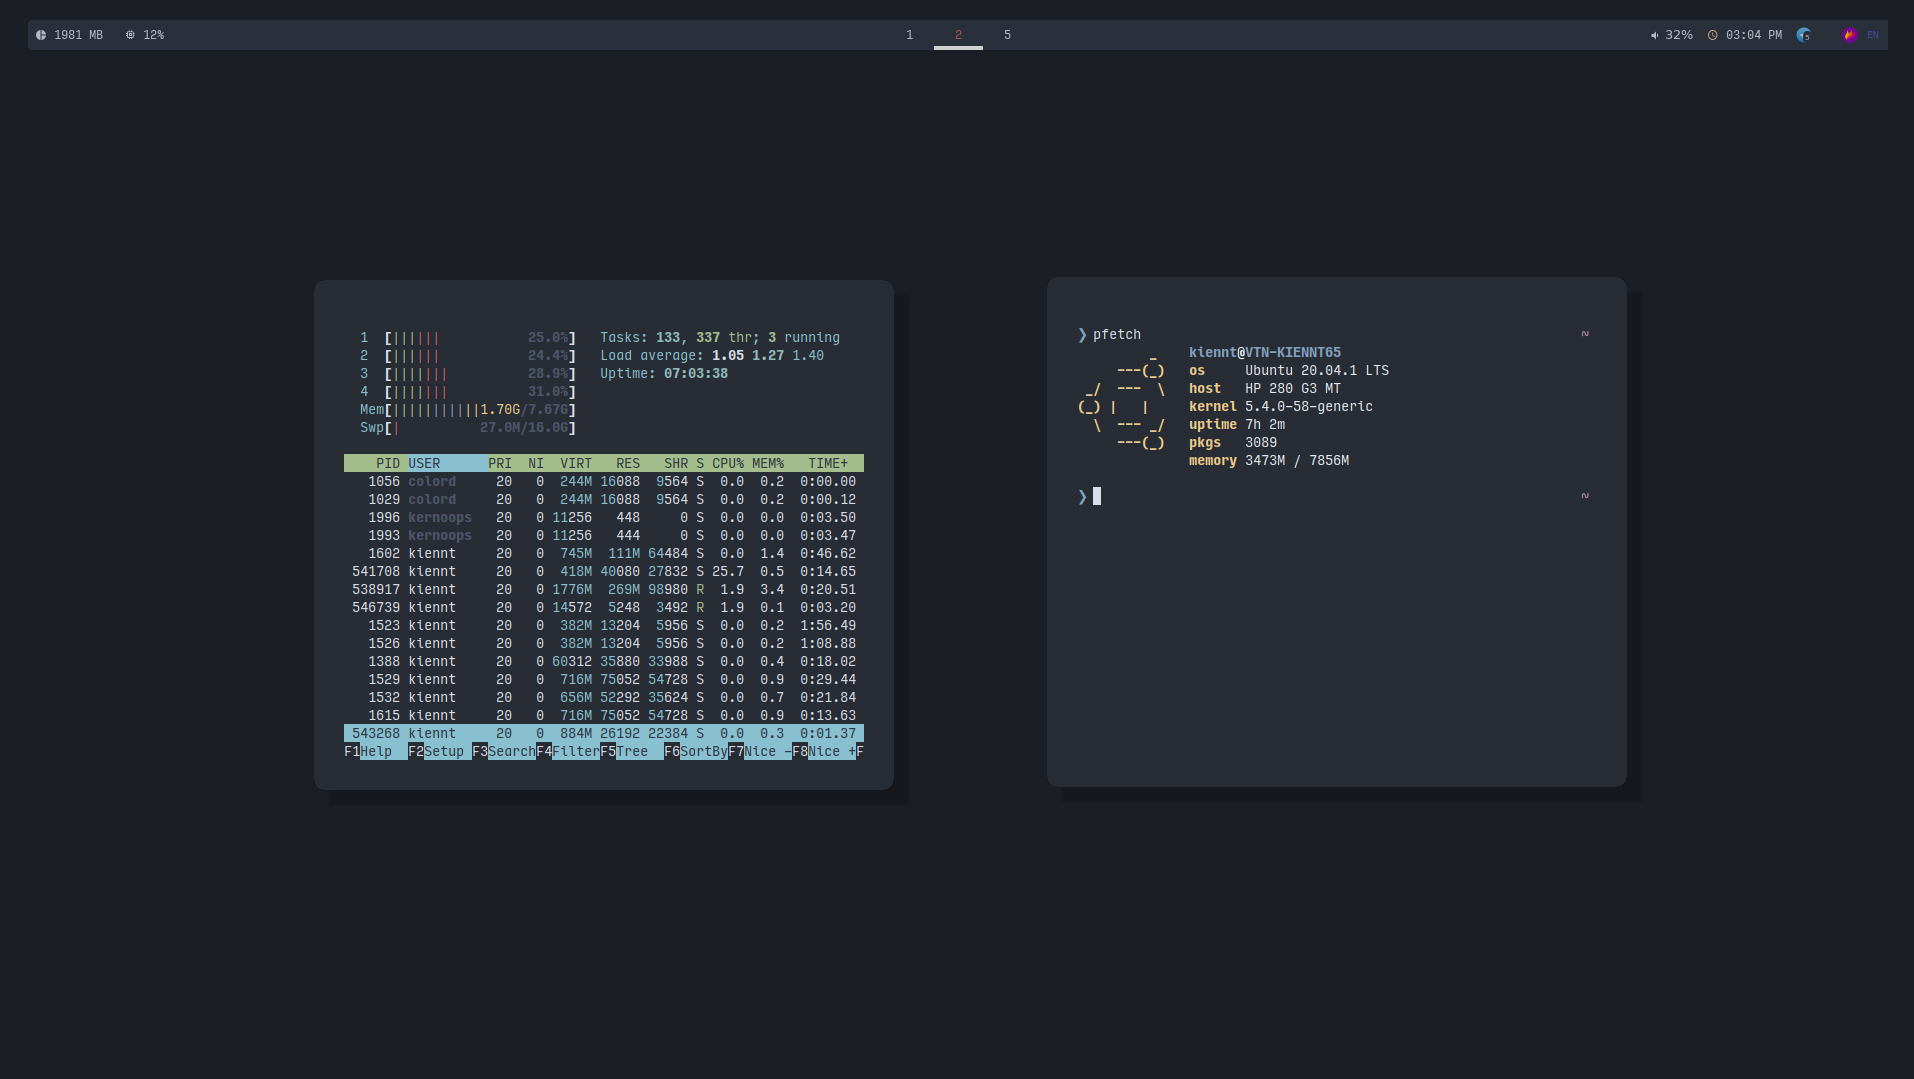 1981 MB 12% 1 2 5 32% 03:04 PM 5 EN
1 [||||||           25.0%] Tasks: 133, 337 thr; 3 running
2 [||||||           24.4%] Load average: 1.05 1.27 1.40
3 [|||||||          28.9%] Uptime: 07:03:38
4 [|||||||          31.0%]
Mem[|||||||||||1.70G/7.67G]
Swp[|          27.0M/16.0G]
PID USER PRI NI VIRT RES SHR S CPU% MEM% TIME+
1056 colord 20 0 244M 16088 9564 S 0.0 0.2 0:00.00
1029 colord 20 0 244M 16088 9564 S 0.0 0.2 0:00.12
1996 kernoops 20 0 11256 448 0 S 0.0 0.0 0:03.50
1993 kernoops 20 0 11256 444 0 S 0.0 0.0 0:03.47
1602 kiennt 20 0 745M 111M 64484 S 0.0 1.4 0:46.62
541708 kiennt 20 0 418M 40080 27832 S 25.7 0.5 0:14.65
538917 kiennt 20 0 1776M 269M 98980 R 1.9 3.4 0:20.51
546739 kiennt 20 0 14572 5248 3492 R 1.9 0.1 0:03.20
1523 kiennt 20 0 382M 13204 5956 S 0.0 0.2 1:56.49
1526 kiennt 20 0 382M 13204 5956 S 0.0 0.2 1:08.88
1388 kiennt 20 0 60312 35880 33988 S 0.0 0.4 0:18.02
1529 kiennt 20 0 716M 75052 54728 S 0.0 0.9 0:29.44
1532 kiennt 20 0 656M 52292 35624 S 0.0 0.7 0:21.84
1615 kiennt 20 0 716M 75052 54728 S 0.0 0.9 0:13.63
543268 kiennt 20 0 884M 26192 22384 S 0.0 0.3 0:01.37
F1Help F2Setup F3SearchF4FilterF5Tree F6SortByF7Nice -F8Nice +F
❯ pfetch ~
         _   kiennt@VTN-KIENNT65
     ---(_)  os Ubuntu 20.04.1 LTS
 _/  ---  \  host HP 280 G3 MT
(_) |   |    kernel 5.4.0-58-generic
  \  --- _/  uptime 7h 2m
     ---(_)  pkgs 3089
memory 3473M / 7856M
❯ ~